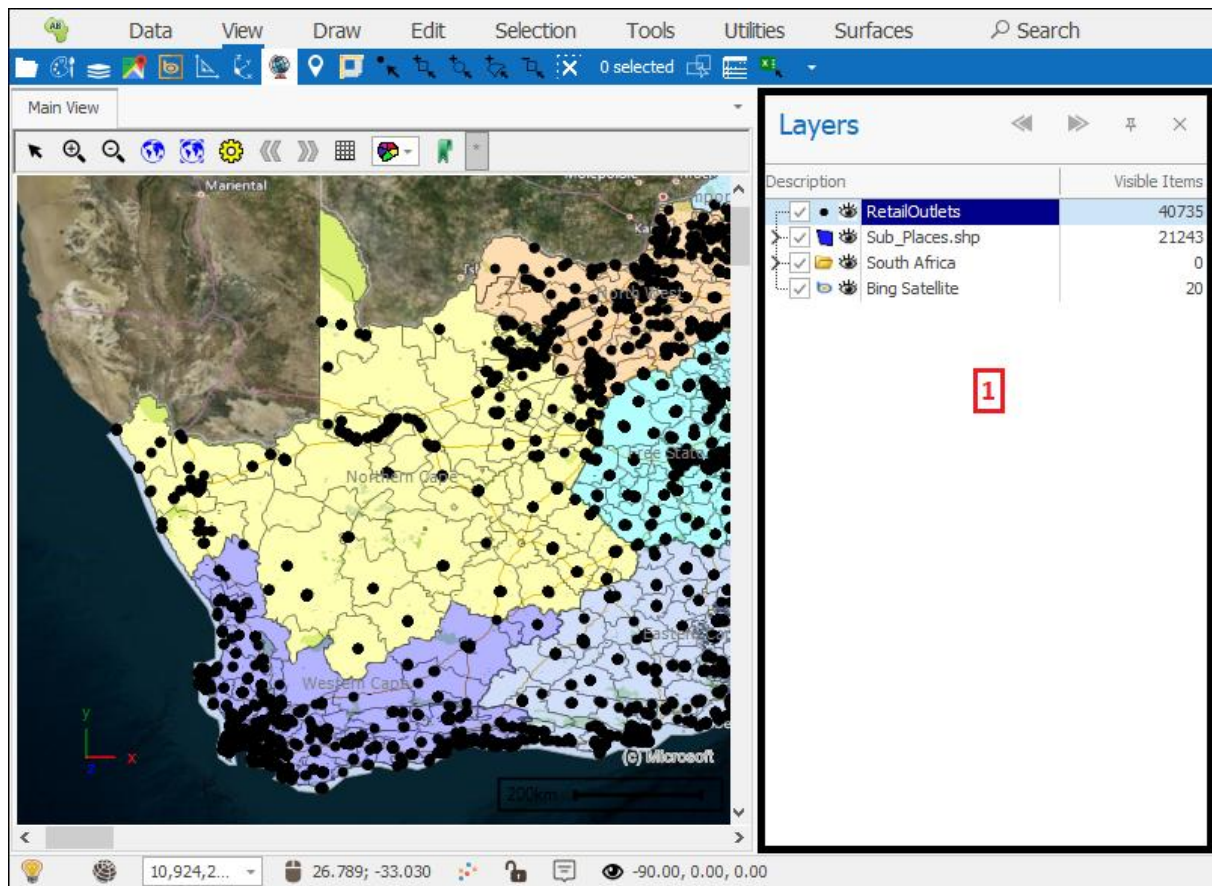 AB
Data View Draw Edit Selection Tools Utilities Surfaces Search
0 selected
Main View
Layers
Description Visible Items
RetailOutlets 40735
Sub_Places.shp 21243
South Africa 0
Bing Satellite 20
1
Mariental
North West
Free State
Northern Cape
Western Cape
y
x
z
(c) Microsoft
200km
10,924,2... 26.789; -33.030 -90.00, 0.00, 0.00